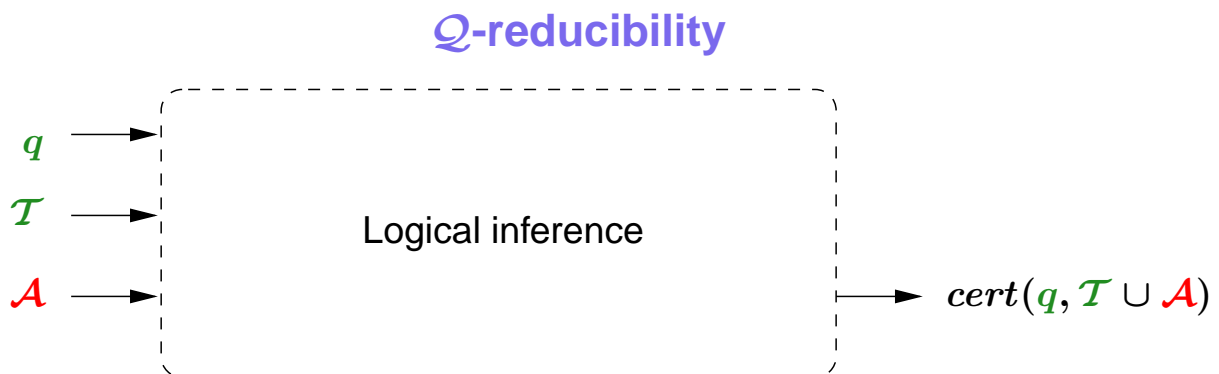 𝒬-reducibility
q
𝒯
Logical inference
𝒜
cert(q, 𝒯 ∪ 𝒜)